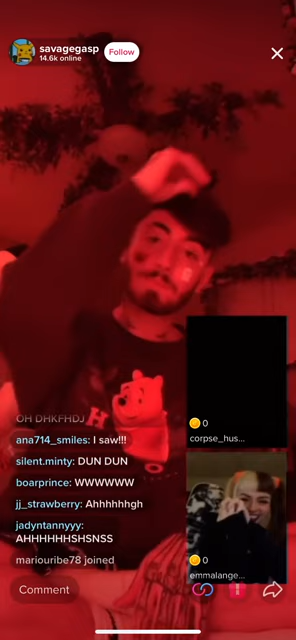 savagegasp
14.6k online
Follow
OH DHKFHDJ
H
ana714_smiles: I saw!!!
silent.minty: DUN DUN
boarprince: WWWWWW
jj_strawberry: Ahhhhhhgh
jadyntannyyy:
AHHHHHHSHSNSS
mariouribe78 joined
0
corpse_hus...
0
emmalange...
Comment